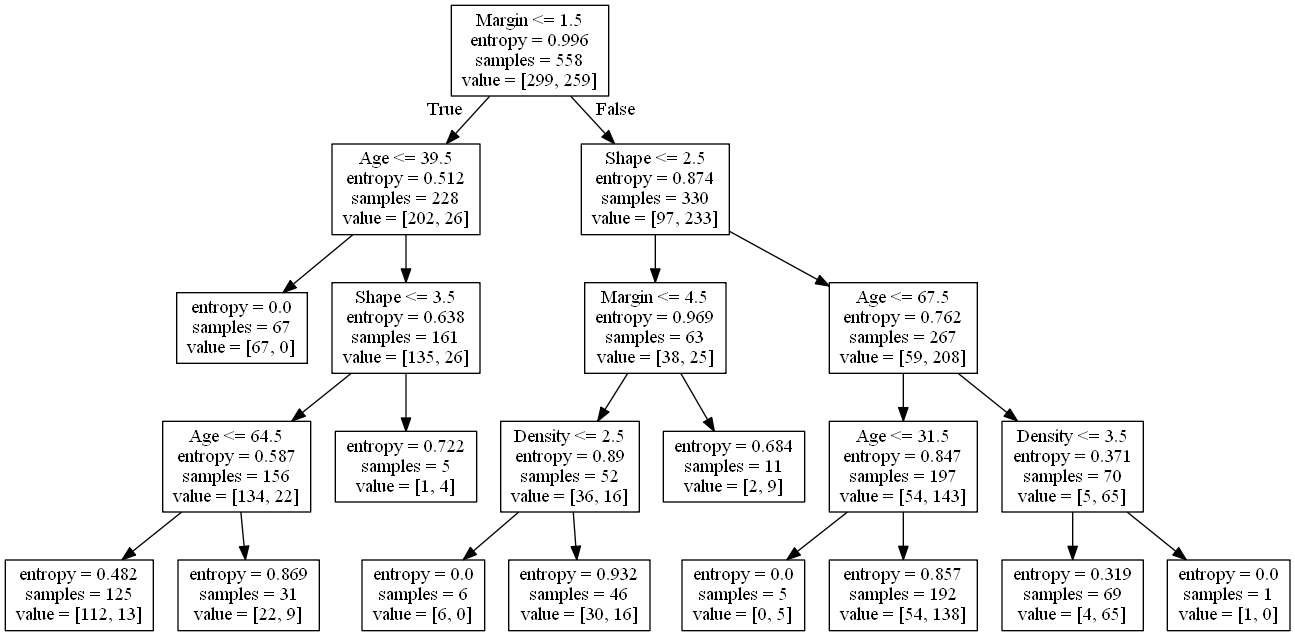 Margin <= 1.5
entropy = 0.996
samples = 558
value = [299, 259]
True
False
Age <= 39.5
entropy = 0.512
samples = 228
value = [202, 26]
Shape <= 2.5
entropy = 0.874
samples = 330
value = [97, 233]
entropy = 0.0
samples = 67
value = [67, 0]
Shape <= 3.5
entropy = 0.638
samples = 161
value = [135, 26]
Margin <= 4.5
entropy = 0.969
samples = 63
value = [38, 25]
Age <= 67.5
entropy = 0.762
samples = 267
value = [59, 208]
Age <= 64.5
entropy = 0.587
samples = 156
value = [134, 22]
entropy = 0.722
samples = 5
value = [1, 4]
Density <= 2.5
entropy = 0.89
samples = 52
value = [36, 16]
entropy = 0.684
samples = 11
value = [2, 9]
Age <= 31.5
entropy = 0.847
samples = 197
value = [54, 143]
Density <= 3.5
entropy = 0.371
samples = 70
value = [5, 65]
entropy = 0.482
samples = 125
value = [112, 13]
entropy = 0.869
samples = 31
value = [22, 9]
entropy = 0.0
samples = 6
value = [6, 0]
entropy = 0.932
samples = 46
value = [30, 16]
entropy = 0.0
samples = 5
value = [0, 5]
entropy = 0.857
samples = 192
value = [54, 138]
entropy = 0.319
samples = 69
value = [4, 65]
entropy = 0.0
samples = 1
value = [1, 0]